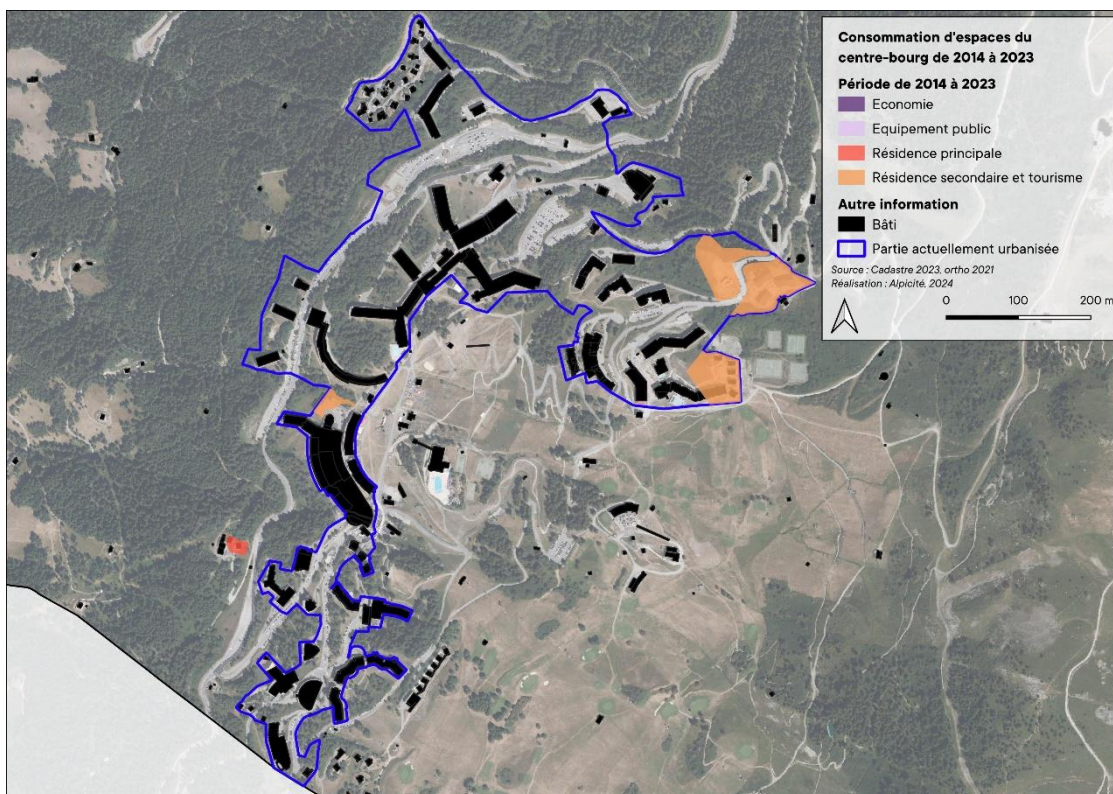 Consommation d'espaces du
centre-bourg de 2014 à 2023
Période de 2014 à 2023
Economie
Equipement public
Résidence principale
Résidence secondaire et tourisme
Autre information
Bâti
Partie actuellement urbanisée
Source : Cadastre 2023, ortho 2021
Réalisation : Alpicité, 2024
0 100 200 m